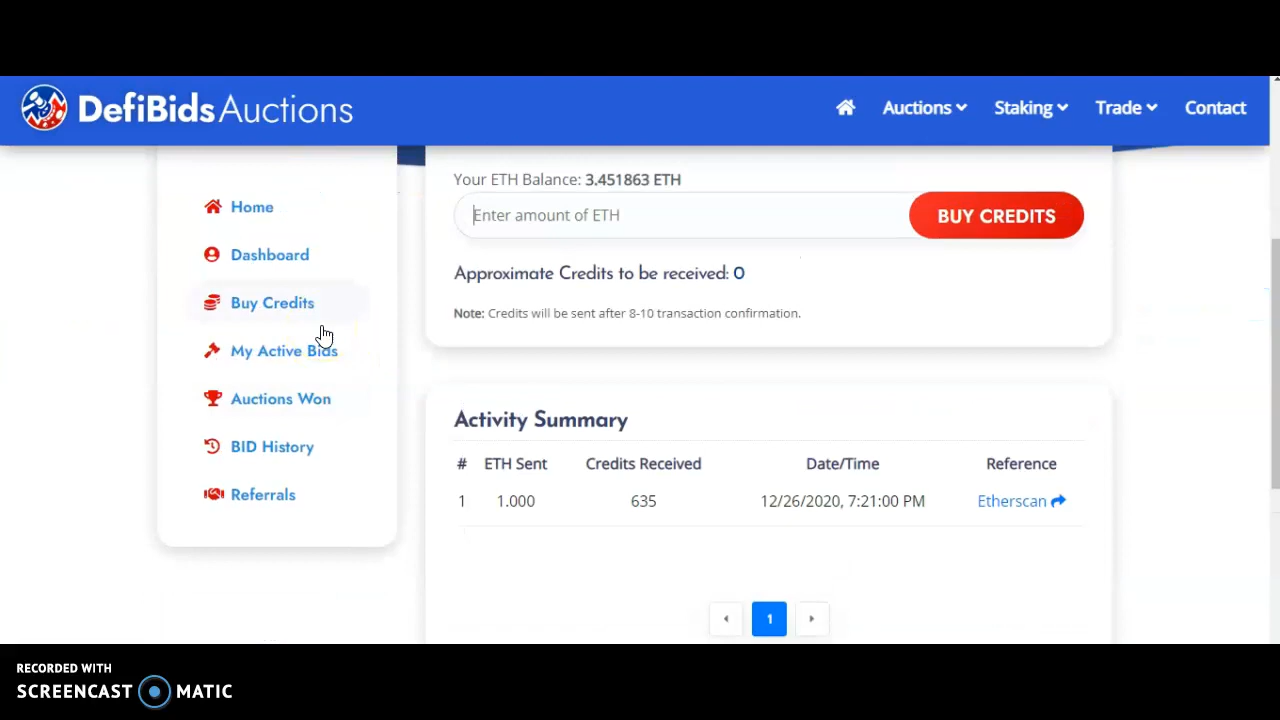 DefiBids Auctions
Auctions Staking Trade Contact
Home
Dashboard
Buy Credits
My Active Bids
Auctions Won
BID History
Referrals
Your ETH Balance: 3.451863 ETH
Enter amount of ETH
BUY CREDITS
Approximate Credits to be received: 0
Note: Credits will be sent after 8-10 transaction confirmation.
Activity Summary
# ETH Sent Credits Received Date/Time Reference
1 1.000 635 12/26/2020, 7:21:00 PM Etherscan
1
RECORDED WITH
SCREENCAST MATIC